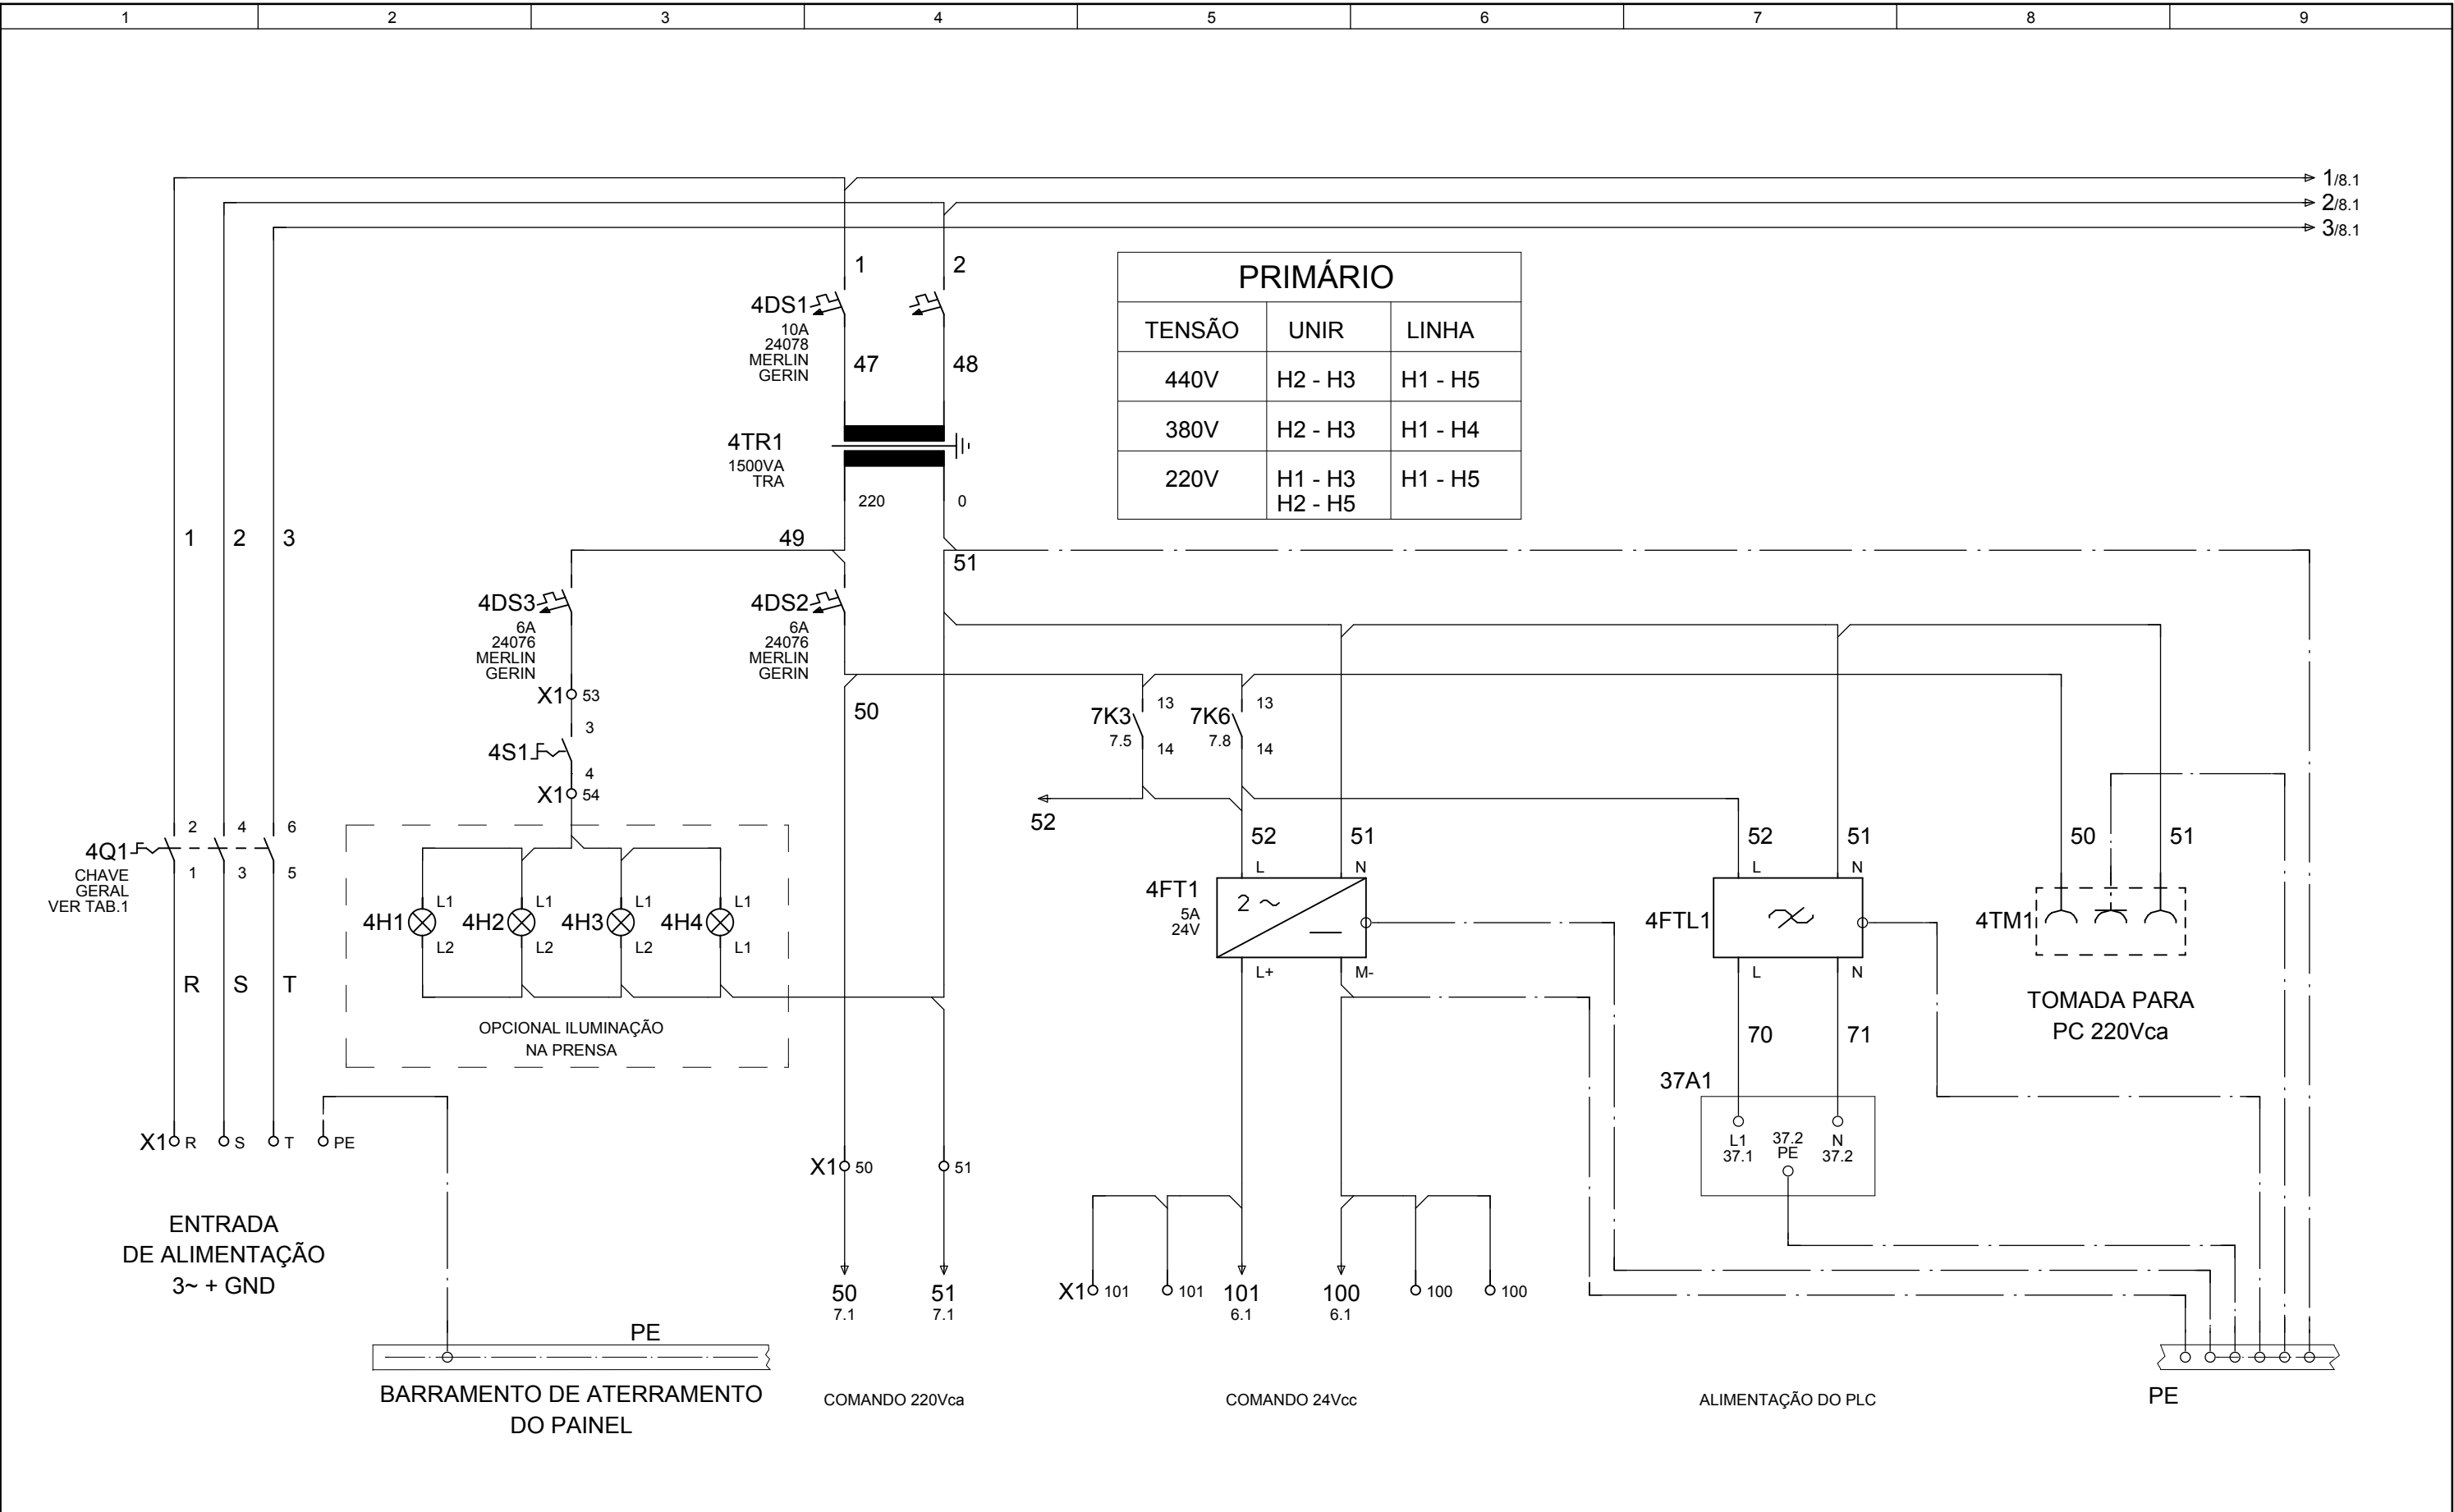 1 2 3 4 5 6 7 8 9
1/8.1
2/8.1
3/8.1
1 2
4DS1
10A
24078
MERLIN
GERIN
47 48
PRIMÁRIO
TENSÃO UNIR LINHA
440V H2 - H3 H1 - H5
380V H2 - H3 H1 - H4
220V H1 - H3 H1 - H5
H2 - H5
4TR1
1500VA
TRA
220 0
1 2 3
49
51
4DS3
6A
24076
MERLIN
GERIN
4DS2
6A
24076
MERLIN
GERIN
X1 53
3
4S1
4
X1 54
50
7K3
7.5
13
14
7K6
7.8
13
14
52
52 51
52 51
50 51
2 4 6
4Q1
1 3 5
CHAVE
GERAL
VER TAB.1
R S T
4H1 L1 L2
4H2 L1 L2
4H3 L1 L2
4H4 L1 L1
OPCIONAL ILUMINAÇÃO
NA PRENSA
L N
4FT1
5A
24V
2 ~
L+ M-
L N
4FTL1
L N
4TM1
TOMADA PARA
PC 220Vca
70 71
37A1
L1
37.1
37.2
PE
N
37.2
X1 R S T PE
X1 50 51
ENTRADA
DE ALIMENTAÇÃO
3~ + GND
50
7.1
51
7.1
X1 101 101
101
6.1
100
6.1
100 100
PE
BARRAMENTO DE ATERRAMENTO
DO PAINEL
COMANDO 220Vca
COMANDO 24Vcc
ALIMENTAÇÃO DO PLC
PE